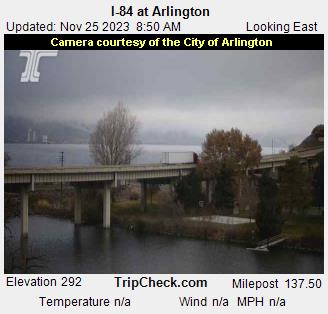 I-84 at Arlington
Updated: Nov 25 2023 8:50 AM Looking East
Camera courtesy of the City of Arlington
Elevation 292 TripCheck.com Milepost 137.50
Temperature n/a Wind n/a MPH n/a